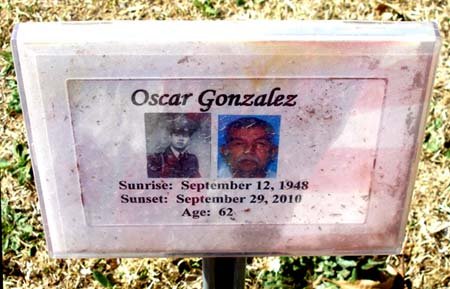 Oscar Gonzalez
Sunrise: September 12, 1948
Sunset: September 29, 2010
Age: 62